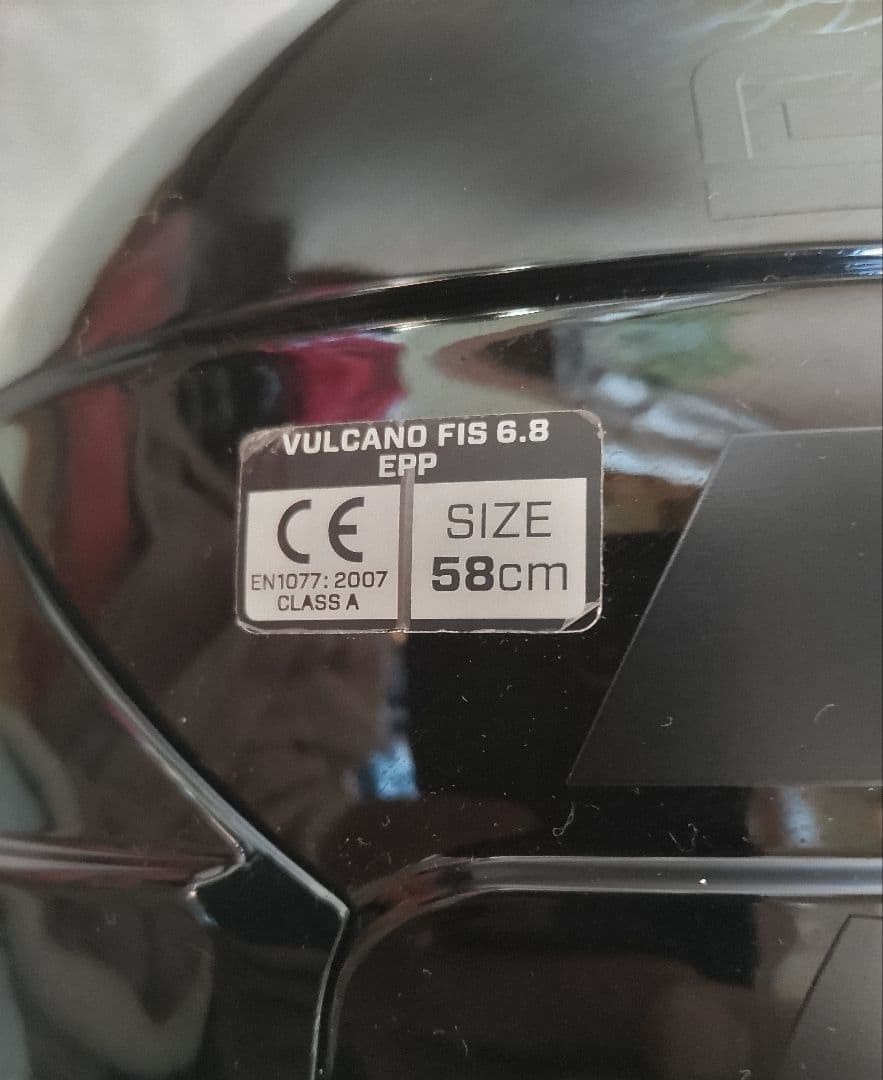 VULCANO FIS 6.8
EPP
CE
EN1077: 2007
CLASS A
SIZE
58cm